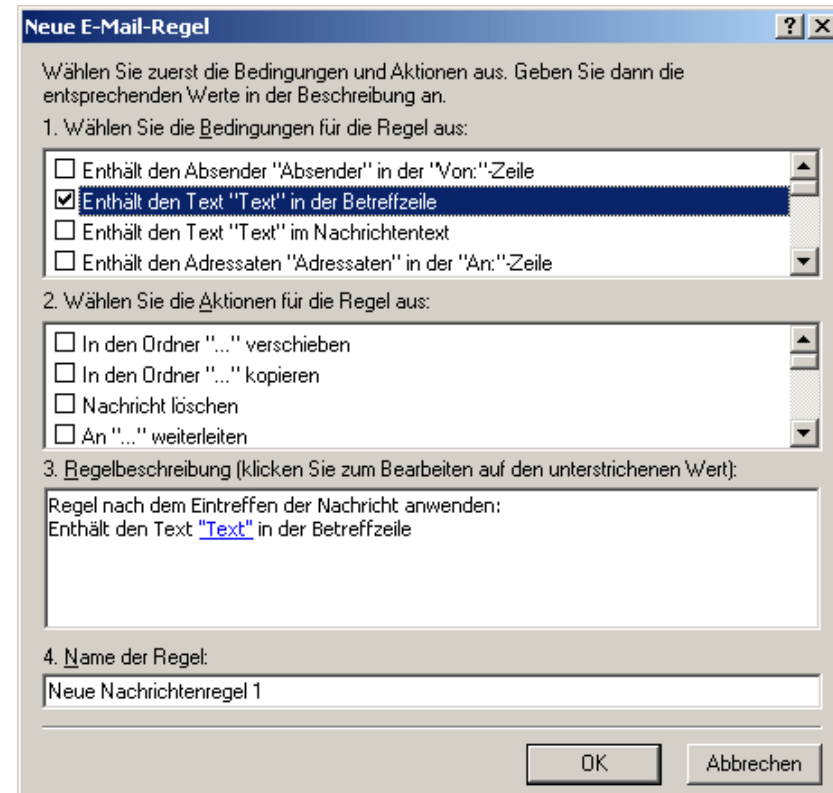 Neue E-Mail-Regel
Wählen Sie zuerst die Bedingungen und Aktionen aus. Geben Sie dann die
entsprechenden Werte in der Beschreibung an.
1. Wählen Sie die Bedingungen für die Regel aus:
Enthält den Absender "Absender" in der "Von:"-Zeile
Enthält den Text "Text" in der Betreffzeile
Enthält den Text "Text" im Nachrichtentext
Enthält den Adressaten "Adressaten" in der "An:"-Zeile
2. Wählen Sie die Aktionen für die Regel aus:
In den Ordner "..." verschieben
In den Ordner "..." kopieren
Nachricht löschen
An "..." weiterleiten
3. Regelbeschreibung (klicken Sie zum Bearbeiten auf den unterstrichenen Wert):
Regel nach dem Eintreffen der Nachricht anwenden:
Enthält den Text "Text" in der Betreffzeile
4. Name der Regel:
Neue Nachrichtenregel 1
OK Abbrechen